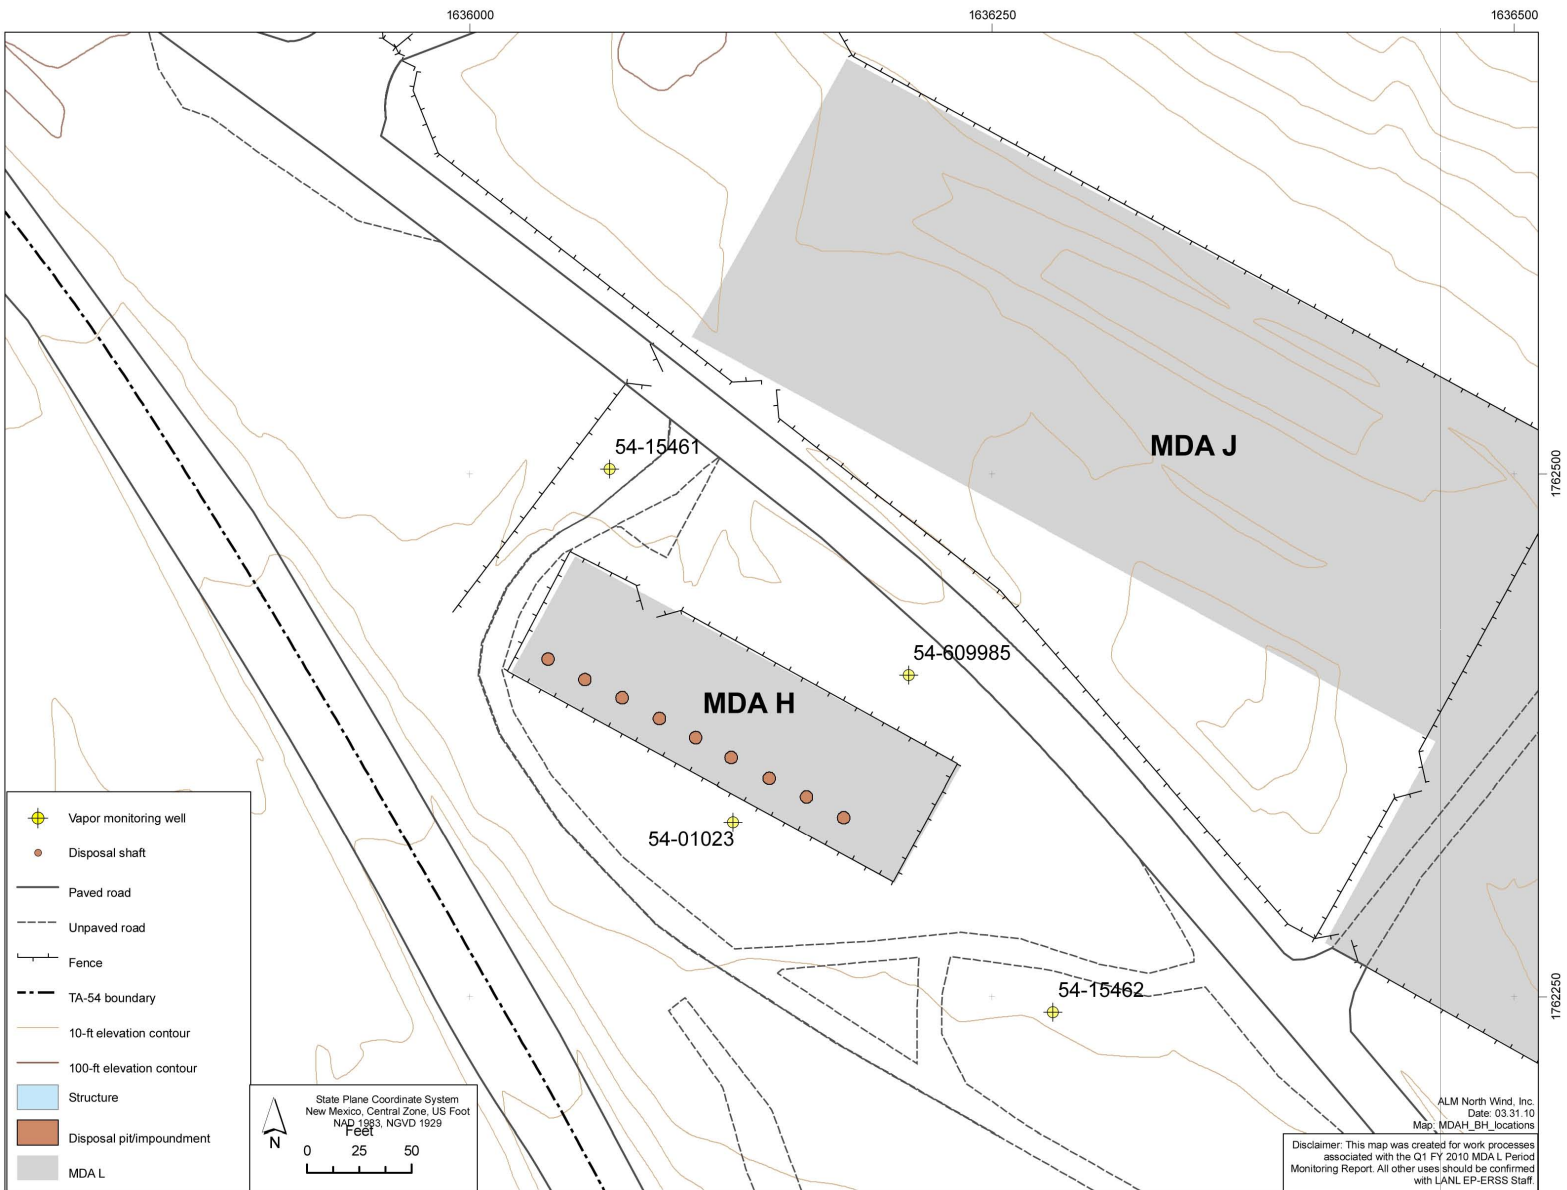 1636000
1636250
1636500
MDA J
54-15461
1762500
54-609985
MDA H
54-01023
54-15462
1762250
Vapor monitoring well
Disposal shaft
Paved road
Unpaved road
Fence
TA-54 boundary
10-ft elevation contour
100-ft elevation contour
Structure
Disposal pit/impoundment
MDA L
N
State Plane Coordinate System
New Mexico, Central Zone, US Foot
NAD 1983, NGVD 1929
Feet
0 25 50
ALM North Wind, Inc.
Date: 03.31.10
Map: MDAH_BH_locations
Disclaimer: This map was created for work processes
associated with the Q1 FY 2010 MDA L Period
Monitoring Report. All other uses should be confirmed
with LANL EP-ERSS Staff.